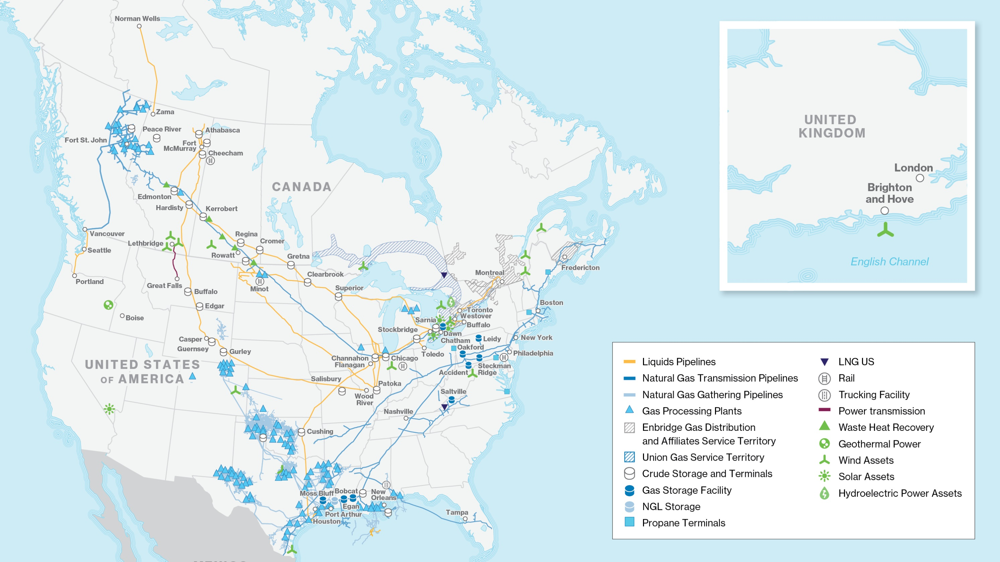 Norman Wells
Zama
Peace River
Athabasca
Fort St. John
Fort
McMurray
Cheecham
CANADA
Edmonton
Hardisty
Kerrobert
Vancouver
Regina
Cromer
Lethbridge
Seattle
Rowatt
Gretna
Portland
Great Falls
Minot
Clearbrook
Montreal
Fredericton
Buffalo
Superior
Edgar
Boise
Boston
Toronto
Westover
Sarnia
Buffalo
Stockbridge
Dawn
Chatham
Leidy
New York
Casper
Guernsey
Gurley
Oakford
Toledo
Philadelphia
Channahon
Flanagan
Chicago
Steckman
Ridge
Accident
UNITED STATES
OF AMERICA
Salisbury
Patoka
Wood
River
Saltville
Nashville
Cushing
Moss Bluff
Bobcat
New
Orleans
Egan
Port Arthur
Houston
Tampa
MEXICO
UNITED
KINGDOM
London
Brighton
and Hove
English Channel
Liquids Pipelines
Natural Gas Transmission Pipelines
Natural Gas Gathering Pipelines
Gas Processing Plants
Enbridge Gas Distribution
and Affiliates Service Territory
Union Gas Service Territory
Crude Storage and Terminals
Gas Storage Facility
NGL Storage
Propane Terminals
LNG US
Rail
Trucking Facility
Power transmission
Waste Heat Recovery
Geothermal Power
Wind Assets
Solar Assets
Hydroelectric Power Assets